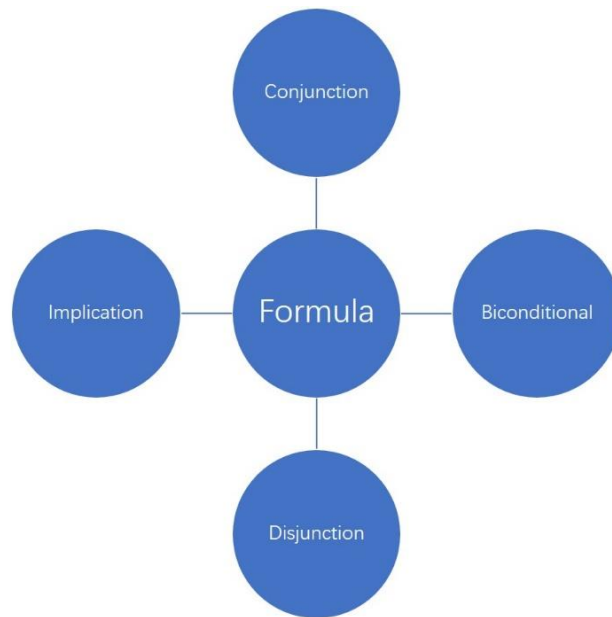 Conjunction
Implication
Formula
Biconditional
Disjunction